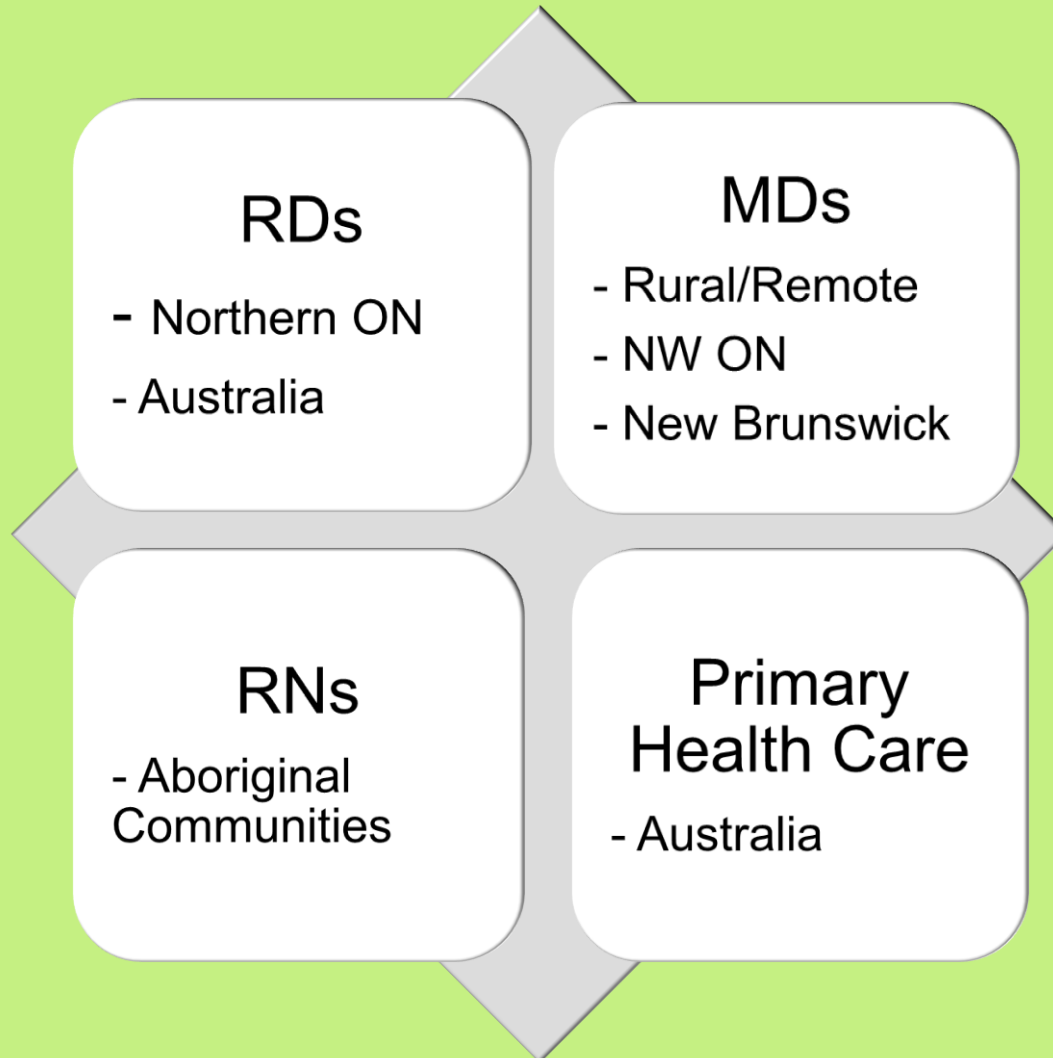 RDs
- Northern ON
- Australia
MDs
- Rural/Remote
- NW ON
- New Brunswick
RNs
- Aboriginal
Communities
Primary
Health Care
- Australia